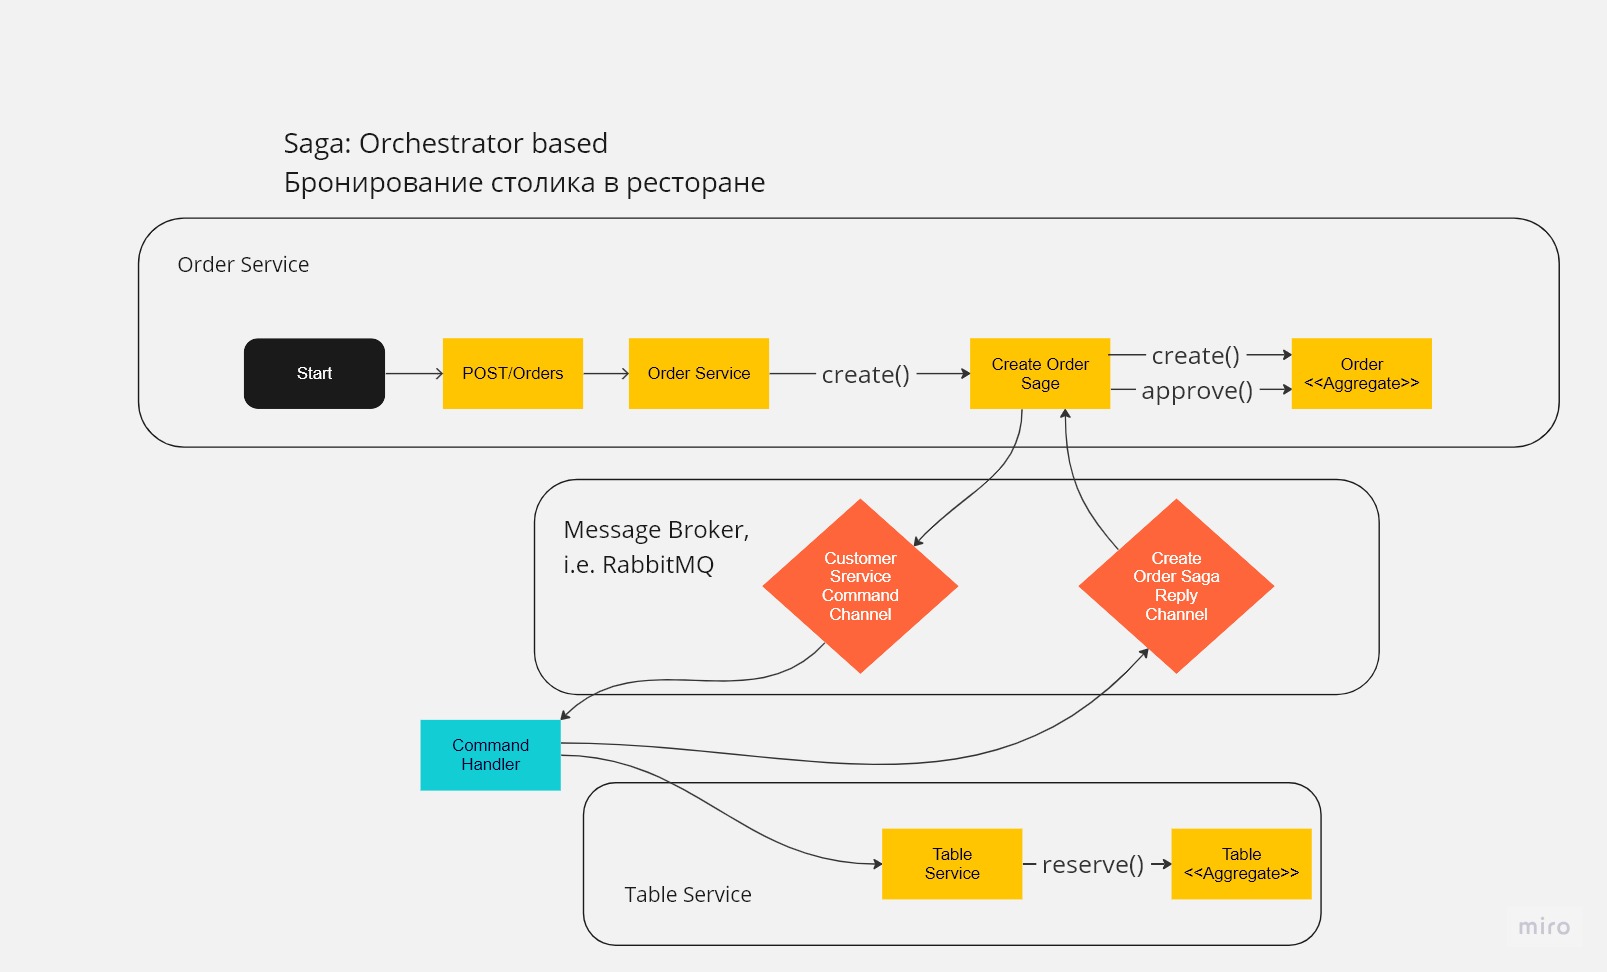 Saga: Orchestrator based
Бронирование столика в ресторане
Order Service
Start
POST/Orders
Order Service
create()
Create Order
Sage
create()
approve()
Order
<<Aggregate>>
Message Broker,
i.e. RabbitMQ
Customer
Srervice
Command
Channel
Create
Order Saga
Reply
Channel
Command
Handler
Table
Service
reserve()
Table
<<Aggregate>>
Table Service
miro